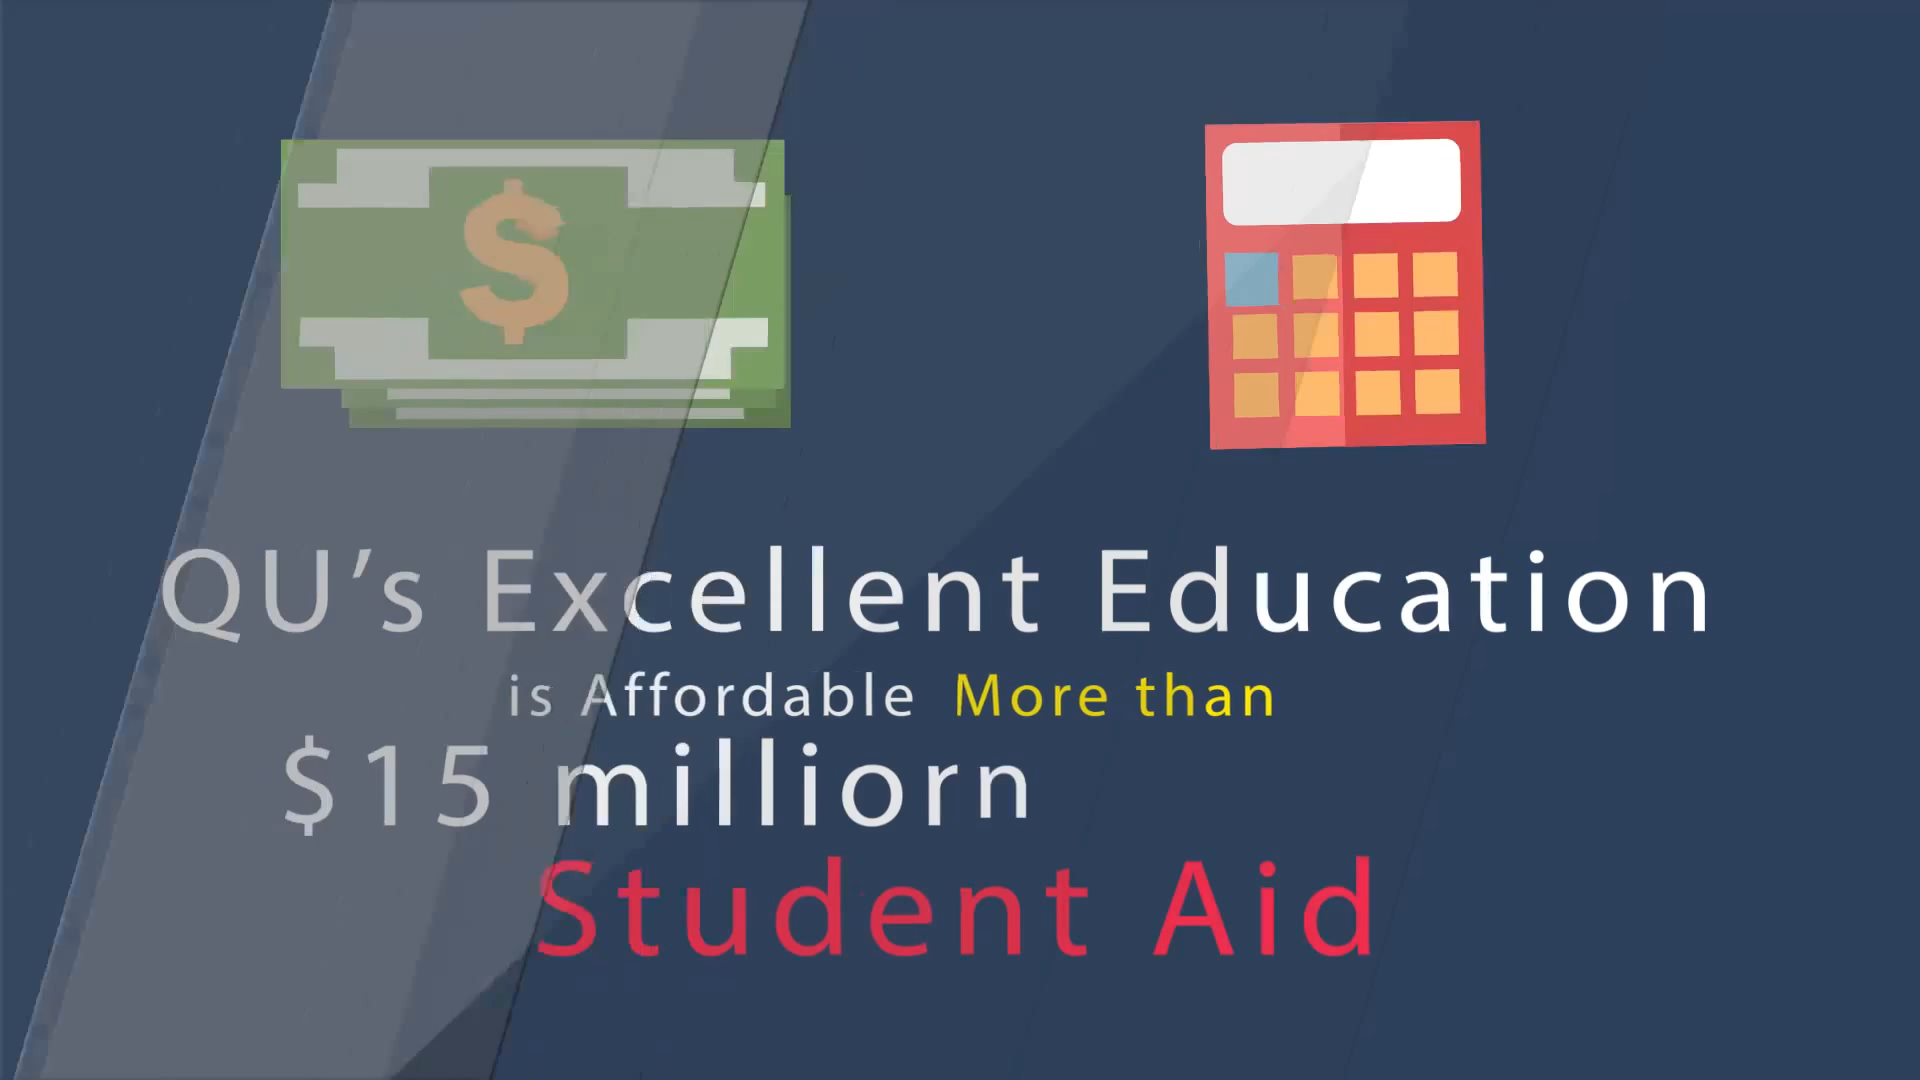 $
QU's Excellent Education
is Affordable More than
$15 milliorn
Student Aid